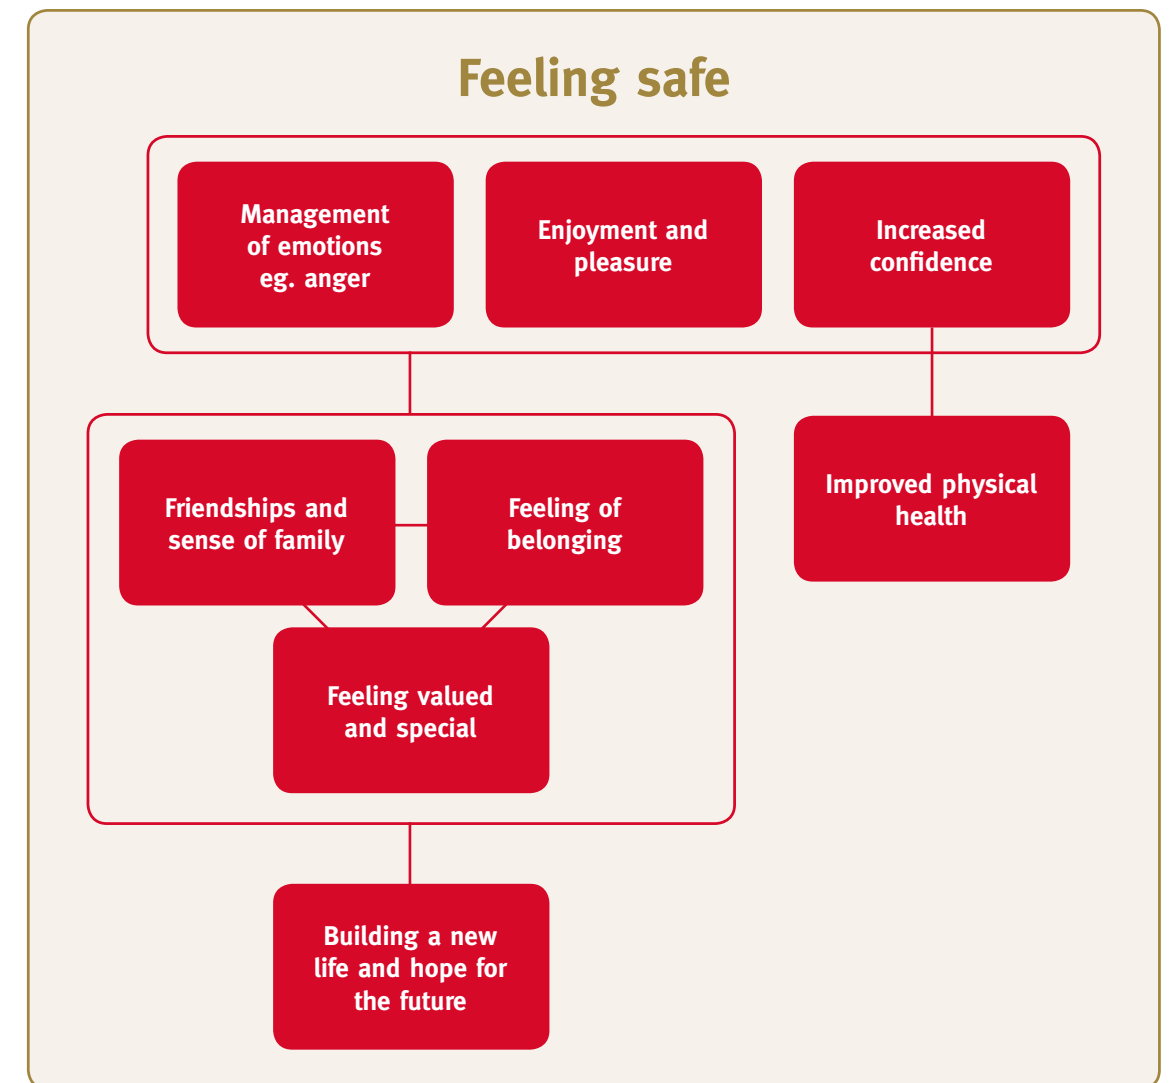 Feeling safe
Management
of emotions
eg. anger
Enjoyment and
pleasure
Increased
confidence
Friendships and
sense of family
Feeling of
belonging
Improved physical
health
Feeling valued
and special
Building a new
life and hope for
the future